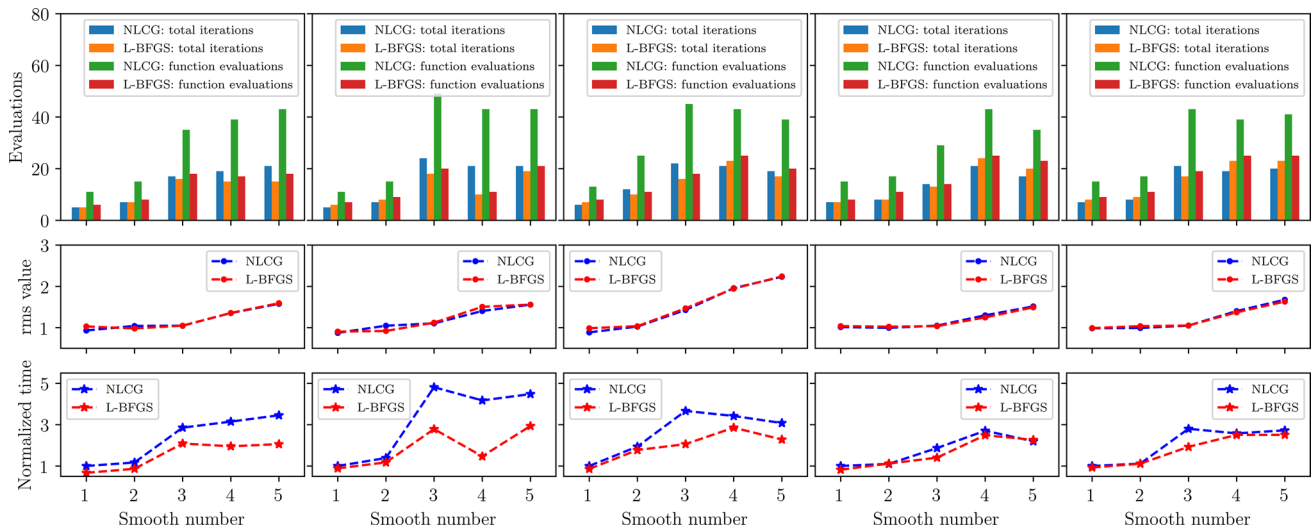 80
60
40
20
0
Evaluations
NLCG: total iterations
L-BFGS: total iterations
NLCG: function evaluations
L-BFGS: function evaluations
NLCG: total iterations
L-BFGS: total iterations
NLCG: function evaluations
L-BFGS: function evaluations
NLCG: total iterations
L-BFGS: total iterations
NLCG: function evaluations
L-BFGS: function evaluations
NLCG: total iterations
L-BFGS: total iterations
NLCG: function evaluations
L-BFGS: function evaluations
NLCG: total iterations
L-BFGS: total iterations
NLCG: function evaluations
L-BFGS: function evaluations
3
2
1
rms value
NLCG
L-BFGS
NLCG
L-BFGS
NLCG
L-BFGS
NLCG
L-BFGS
NLCG
L-BFGS
5
3
1
Normalized time
NLCG
L-BFGS
NLCG
L-BFGS
NLCG
L-BFGS
NLCG
L-BFGS
NLCG
L-BFGS
1 2 3 4 5
1 2 3 4 5
1 2 3 4 5
1 2 3 4 5
1 2 3 4 5
Smooth number
Smooth number
Smooth number
Smooth number
Smooth number